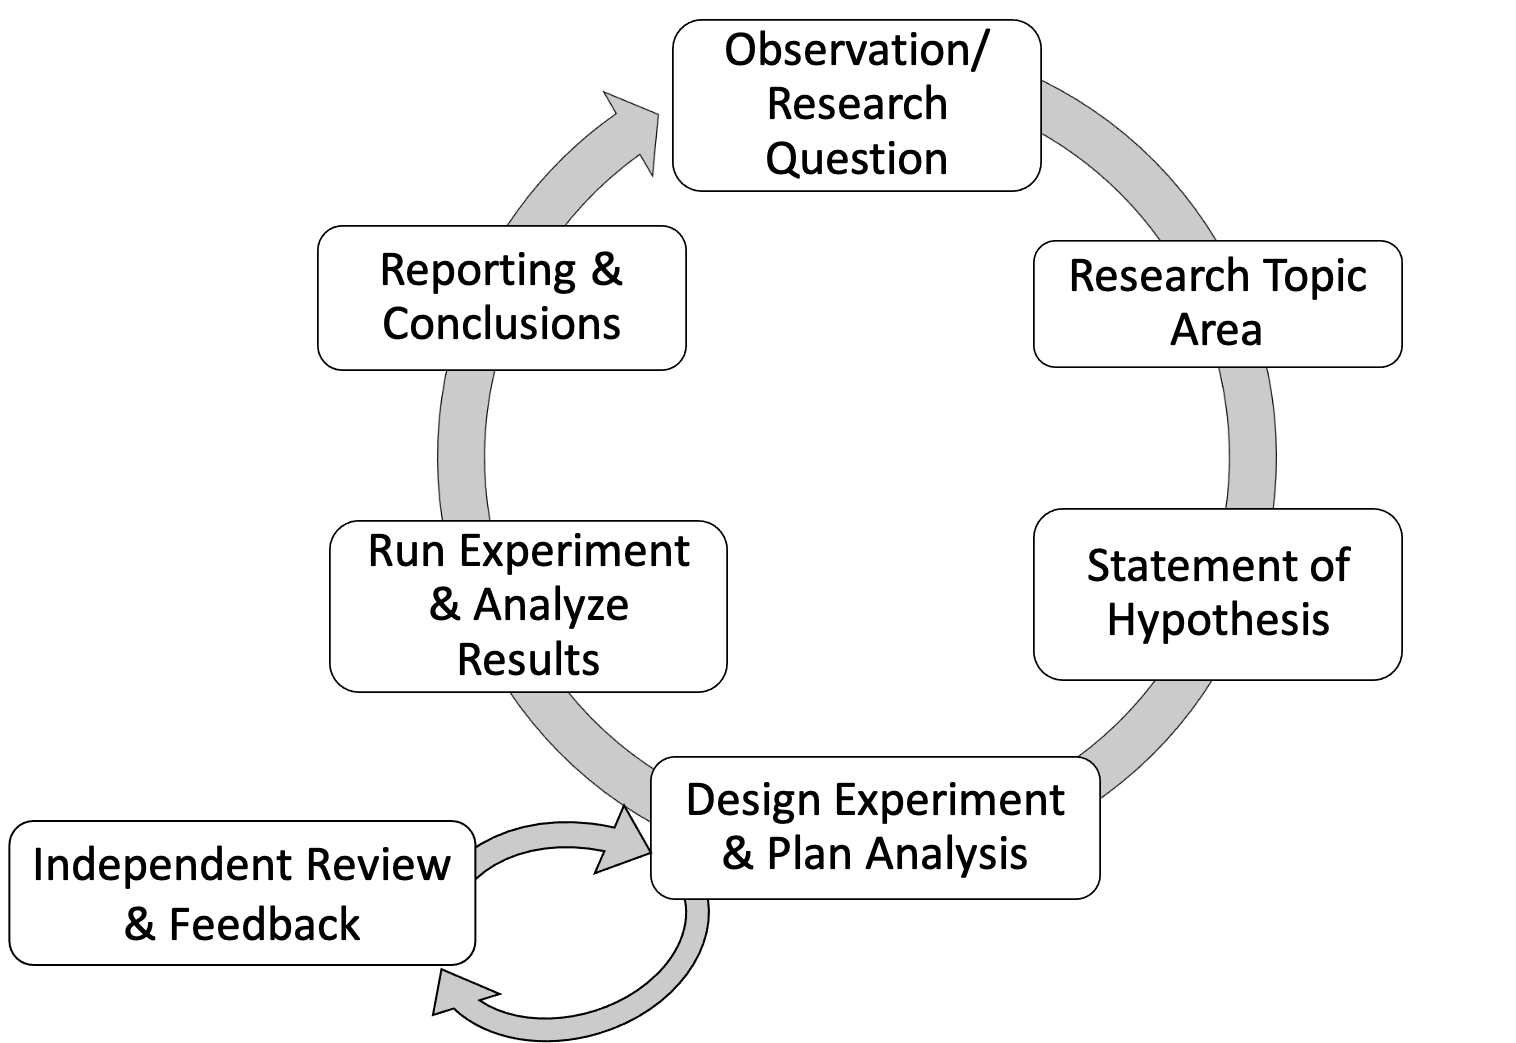 Observation/
Research
Question
Research Topic
Area
Statement of
Hypothesis
Design Experiment
& Plan Analysis
Independent Review
& Feedback
Run Experiment
& Analyze
Results
Reporting &
Conclusions